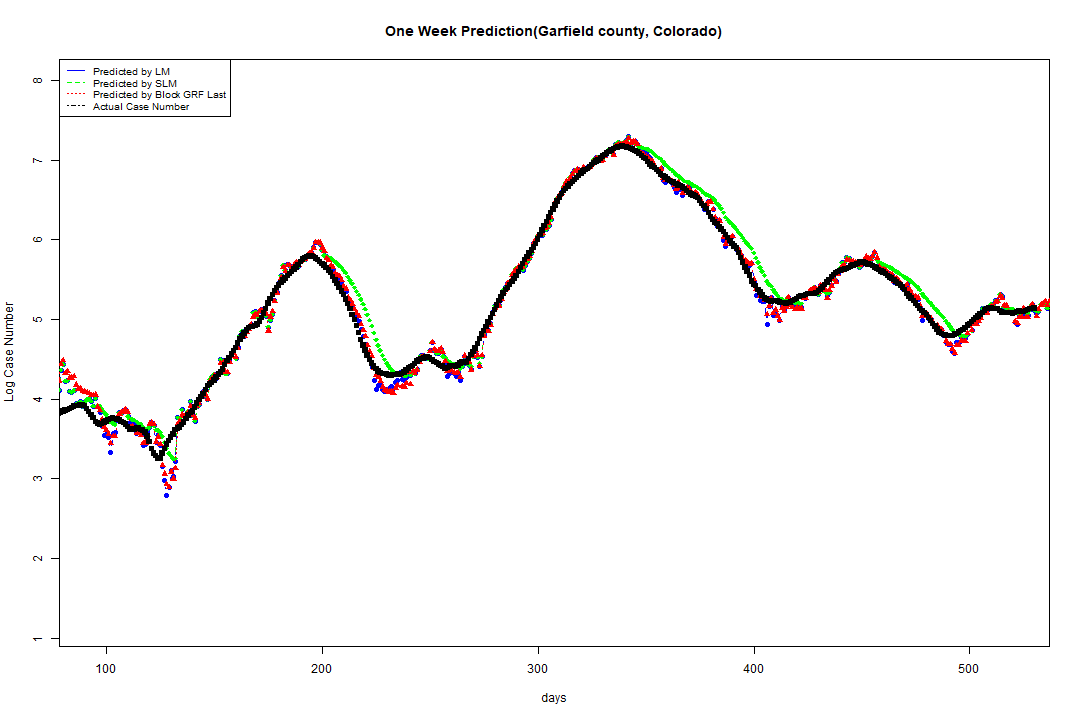 One Week Prediction(Garfield county, Colorado)
Predicted by LM
Predicted by SLM
Predicted by Block GRF Last
Actual Case Number
8
7
6
5
4
3
2
1
Log Case Number
100 200 300 400 500
days